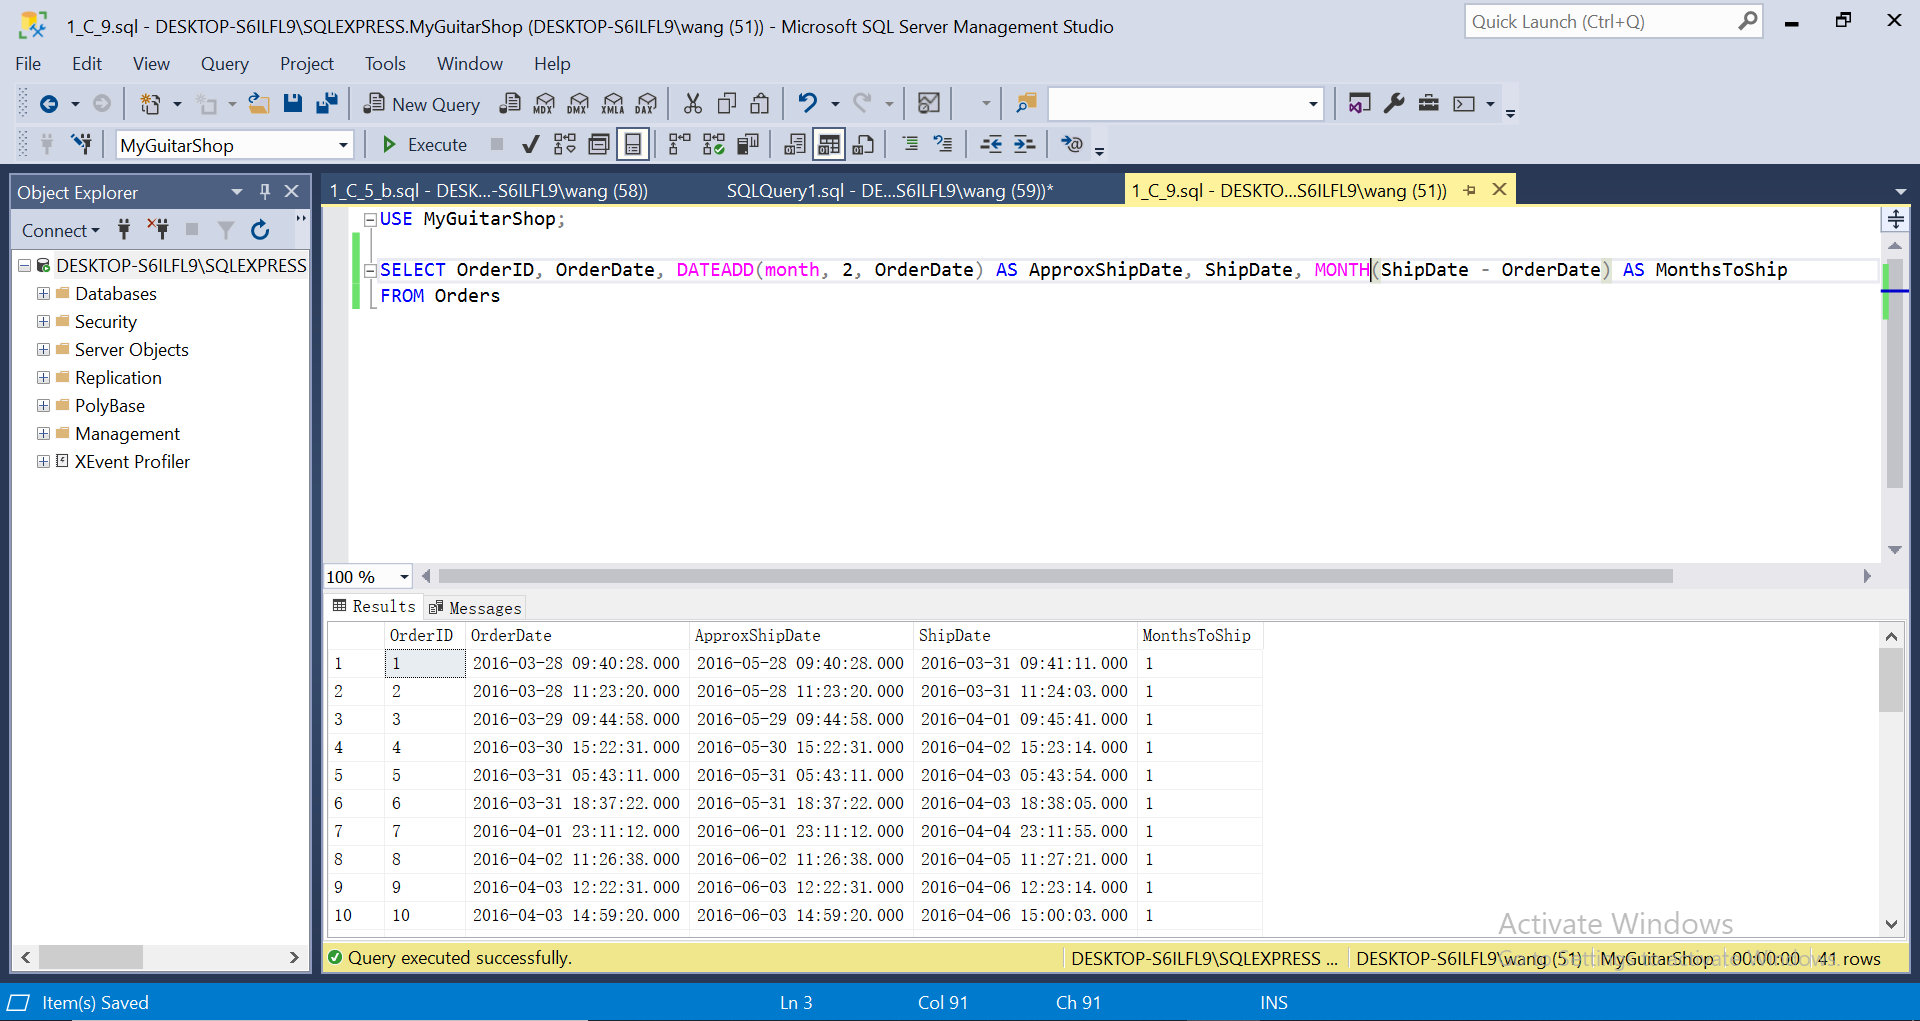 1_C_9.sql - DESKTOP-S6ILFL9\SQLEXPRESS.MyGuitarShop (DESKTOP-S6ILFL9\wang (51)) - Microsoft SQL Server Management Studio
Quick Launch (Ctrl+Q)
File Edit View Query Project Tools Window Help
New Query MDX DMX XMLA DAX
MyGuitarShop Execute
Object Explorer
1_C_5_b.sql - DESK...-S6ILFL9\wang (58)) SQLQuery1.sql - DE...S6ILFL9\wang (59))* 1_C_9.sql - DESKTO...S6ILFL9\wang (51))
Connect
DESKTOP-S6ILFL9\SQLEXPRESS
Databases
Security
Server Objects
Replication
PolyBase
Management
XEvent Profiler
USE MyGuitarShop;
SELECT OrderID, OrderDate, DATEADD(month, 2, OrderDate) AS ApproxShipDate, ShipDate, MONTH(ShipDate - OrderDate) AS MonthsToShip
FROM Orders
100 %
Results Messages
OrderID OrderDate ApproxShipDate ShipDate MonthsToShip
1 1 2016-03-28 09:40:28.000 2016-05-28 09:40:28.000 2016-03-31 09:41:11.000 1
2 2 2016-03-28 11:23:20.000 2016-05-28 11:23:20.000 2016-03-31 11:24:03.000 1
3 3 2016-03-29 09:44:58.000 2016-05-29 09:44:58.000 2016-04-01 09:45:41.000 1
4 4 2016-03-30 15:22:31.000 2016-05-30 15:22:31.000 2016-04-02 15:23:14.000 1
5 5 2016-03-31 05:43:11.000 2016-05-31 05:43:11.000 2016-04-03 05:43:54.000 1
6 6 2016-03-31 18:37:22.000 2016-05-31 18:37:22.000 2016-04-03 18:38:05.000 1
7 7 2016-04-01 23:11:12.000 2016-06-01 23:11:12.000 2016-04-04 23:11:55.000 1
8 8 2016-04-02 11:26:38.000 2016-06-02 11:26:38.000 2016-04-05 11:27:21.000 1
9 9 2016-04-03 12:22:31.000 2016-06-03 12:22:31.000 2016-04-06 12:23:14.000 1
10 10 2016-04-03 14:59:20.000 2016-06-03 14:59:20.000 2016-04-06 15:00:03.000 1
Activate Windows
Query executed successfully. DESKTOP-S6ILFL9\SQLEXPRESS ... DESKTOP-S6ILFL9\wang (51) MyGuitarShop 00:00:00 41 rows
Item(s) Saved Ln 3 Col 91 Ch 91 INS